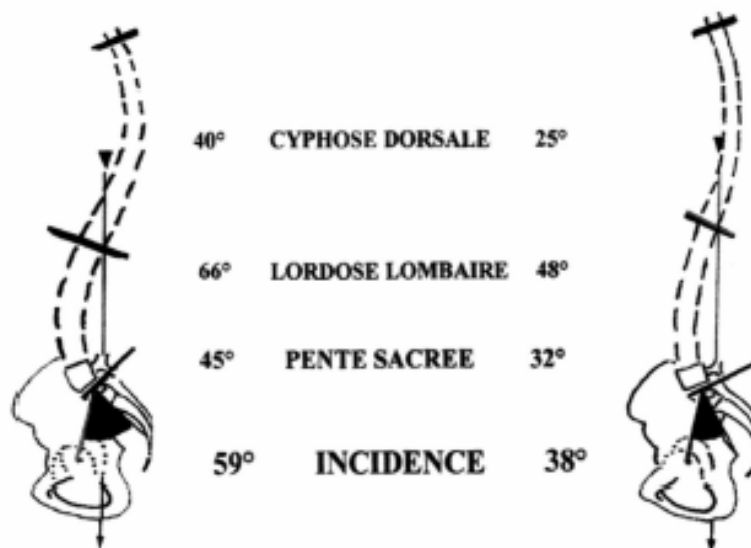 40° CYPHOSE DORSALE 25°
66° LORDOSE LOMBAIRE 48°
45° PENTE SACREE 32°
59° INCIDENCE 38°